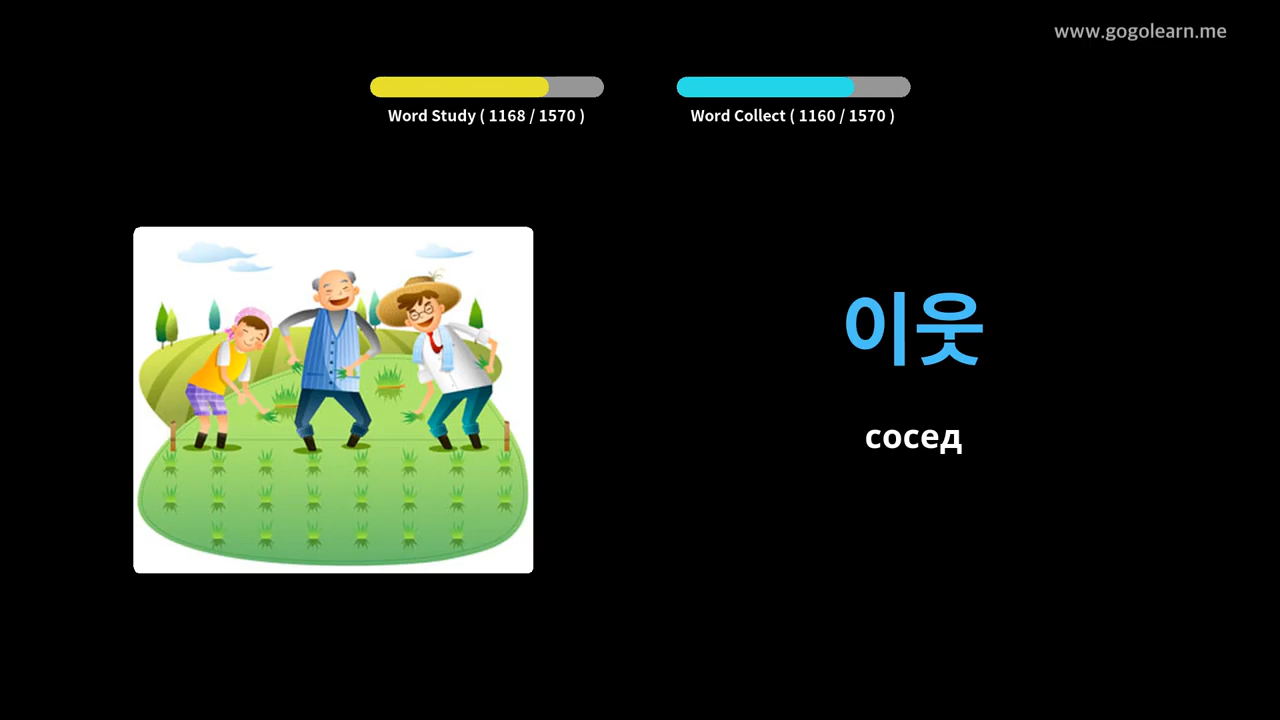 www.gogolearn.me
Word Study ( 1168 / 1570 )
Word Collect ( 1160 / 1570 )
이웃
сосед